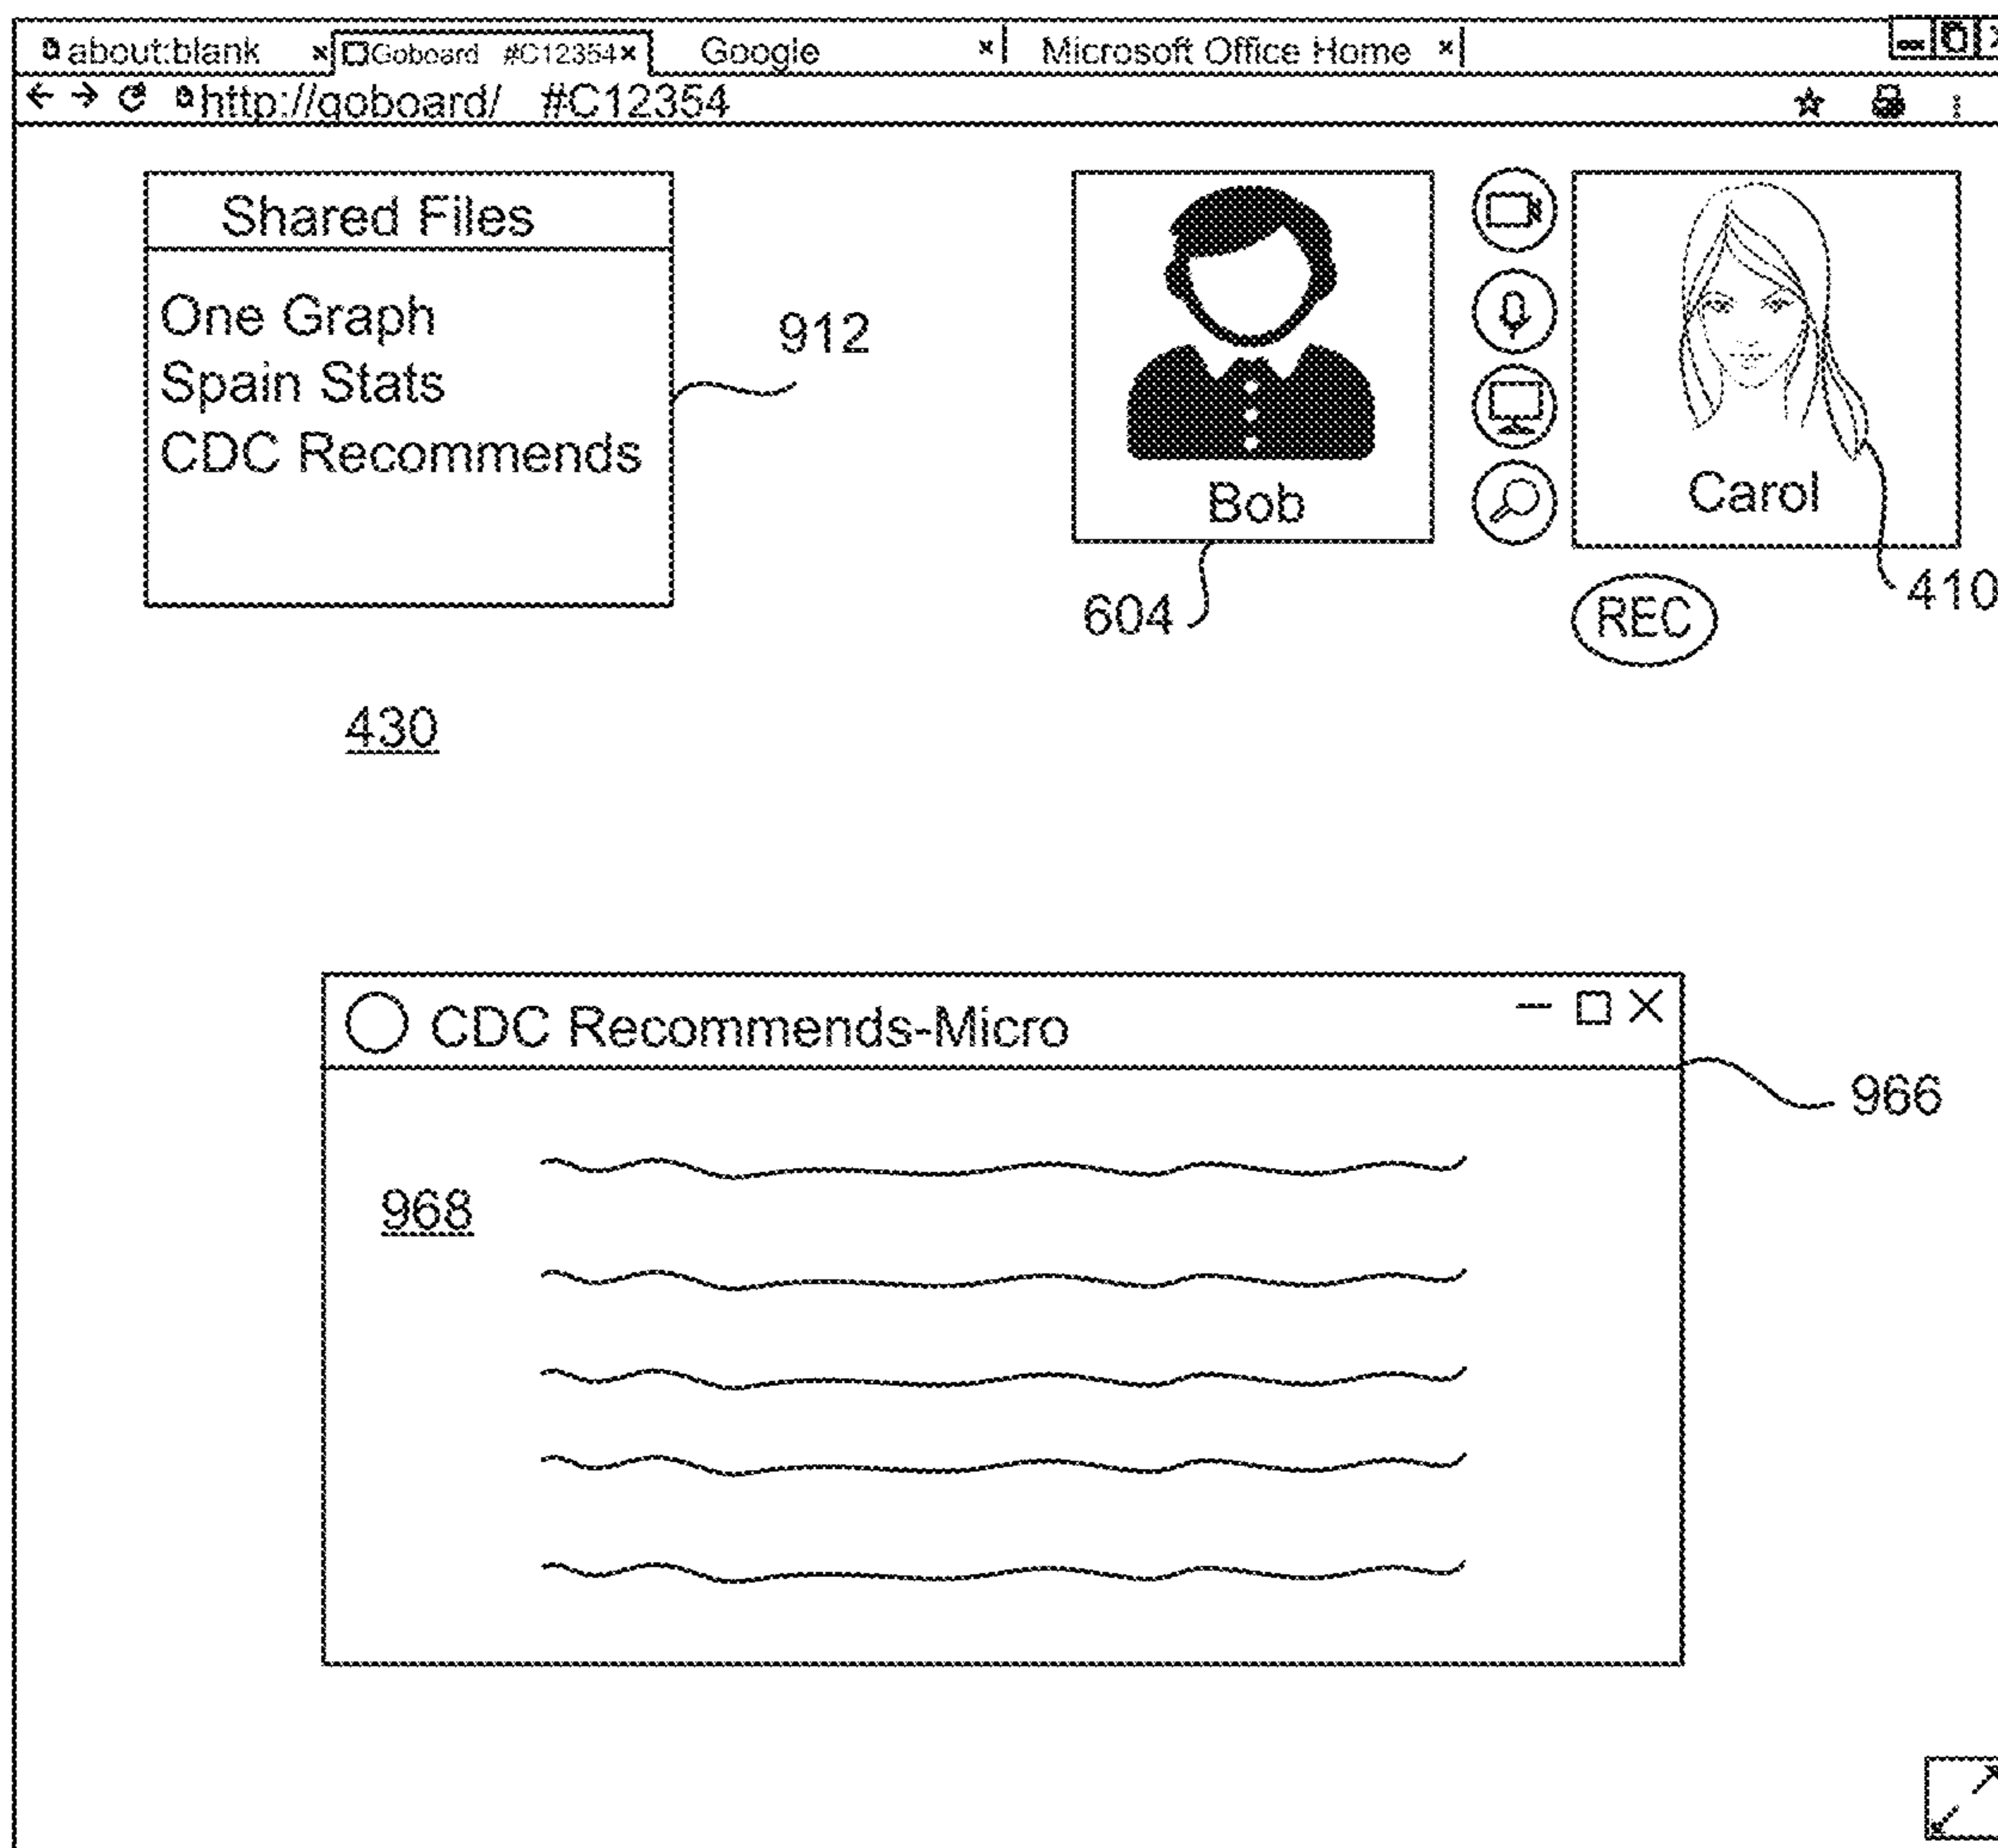 about:blank × Goboard #C12354× Google × Microsoft Office Home ×
http://goboard/ #C12354
Shared Files
One Graph
Spain Stats
CDC Recommends
912
Bob
Carol
604
410
REC
430
CDC Recommends-Micro
966
968